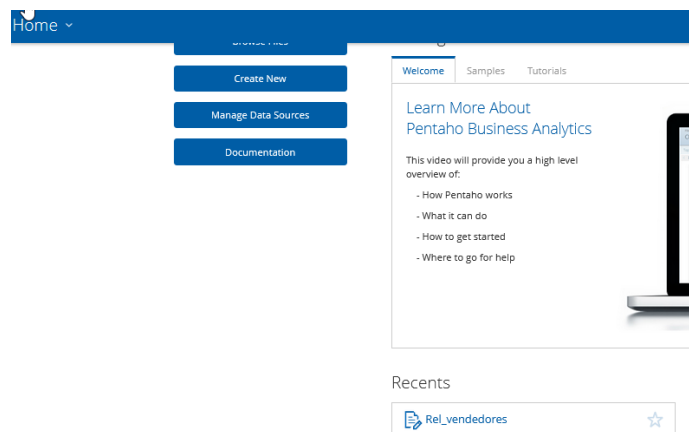 Home
Browse Files
Create New
Manage Data Sources
Documentation
Welcome Samples Tutorials
Learn More About
Pentaho Business Analytics
This video will provide you a high level
overview of:
- How Pentaho works
- What it can do
- How to get started
- Where to go for help
Recents
Rel_vendedores